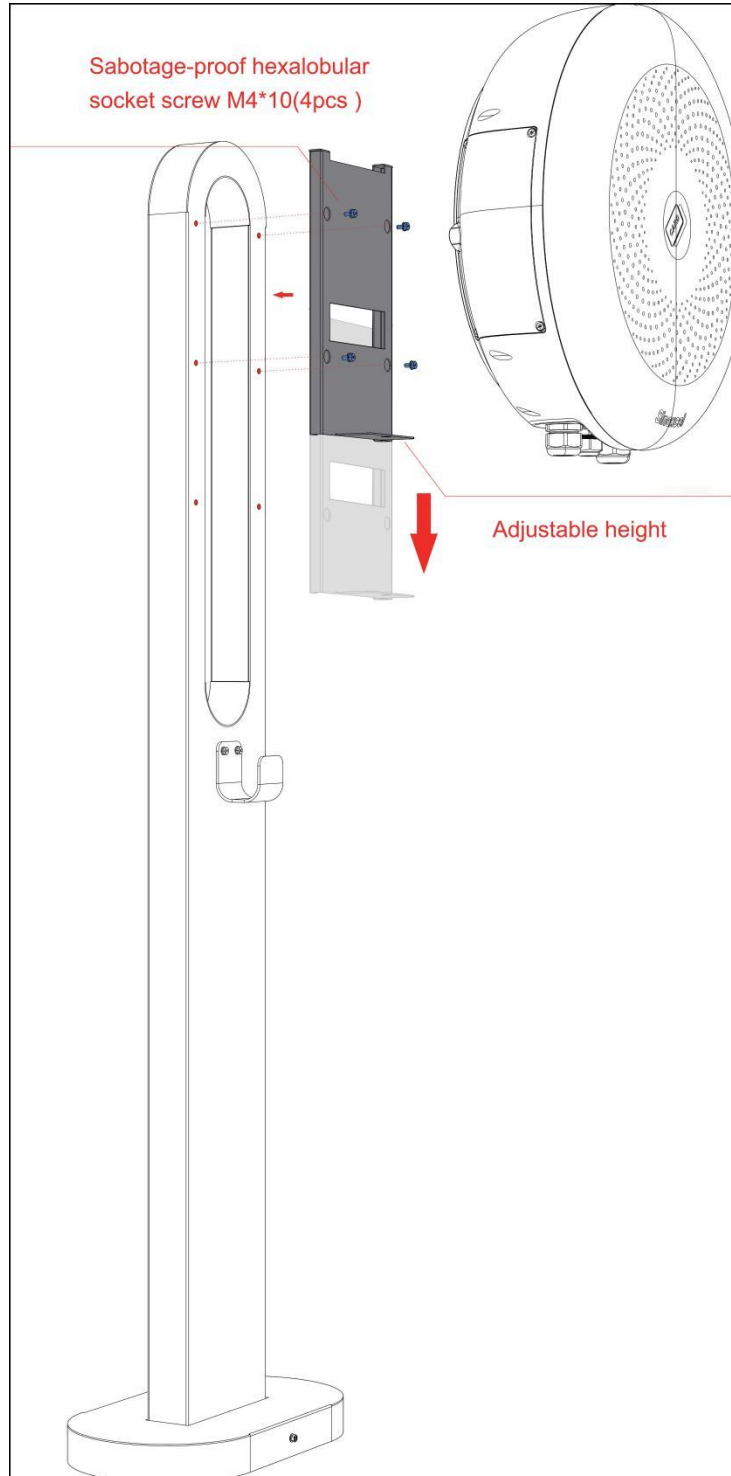 Sabotage-proof hexalobular
socket screw M4*10(4pcs )
Adjustable height